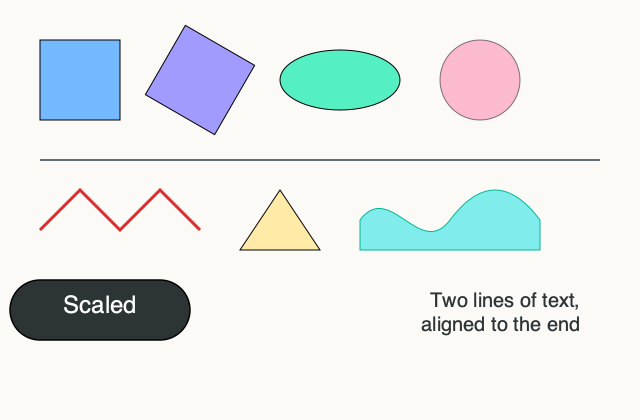 Scaled
Two lines of text,
aligned to the end